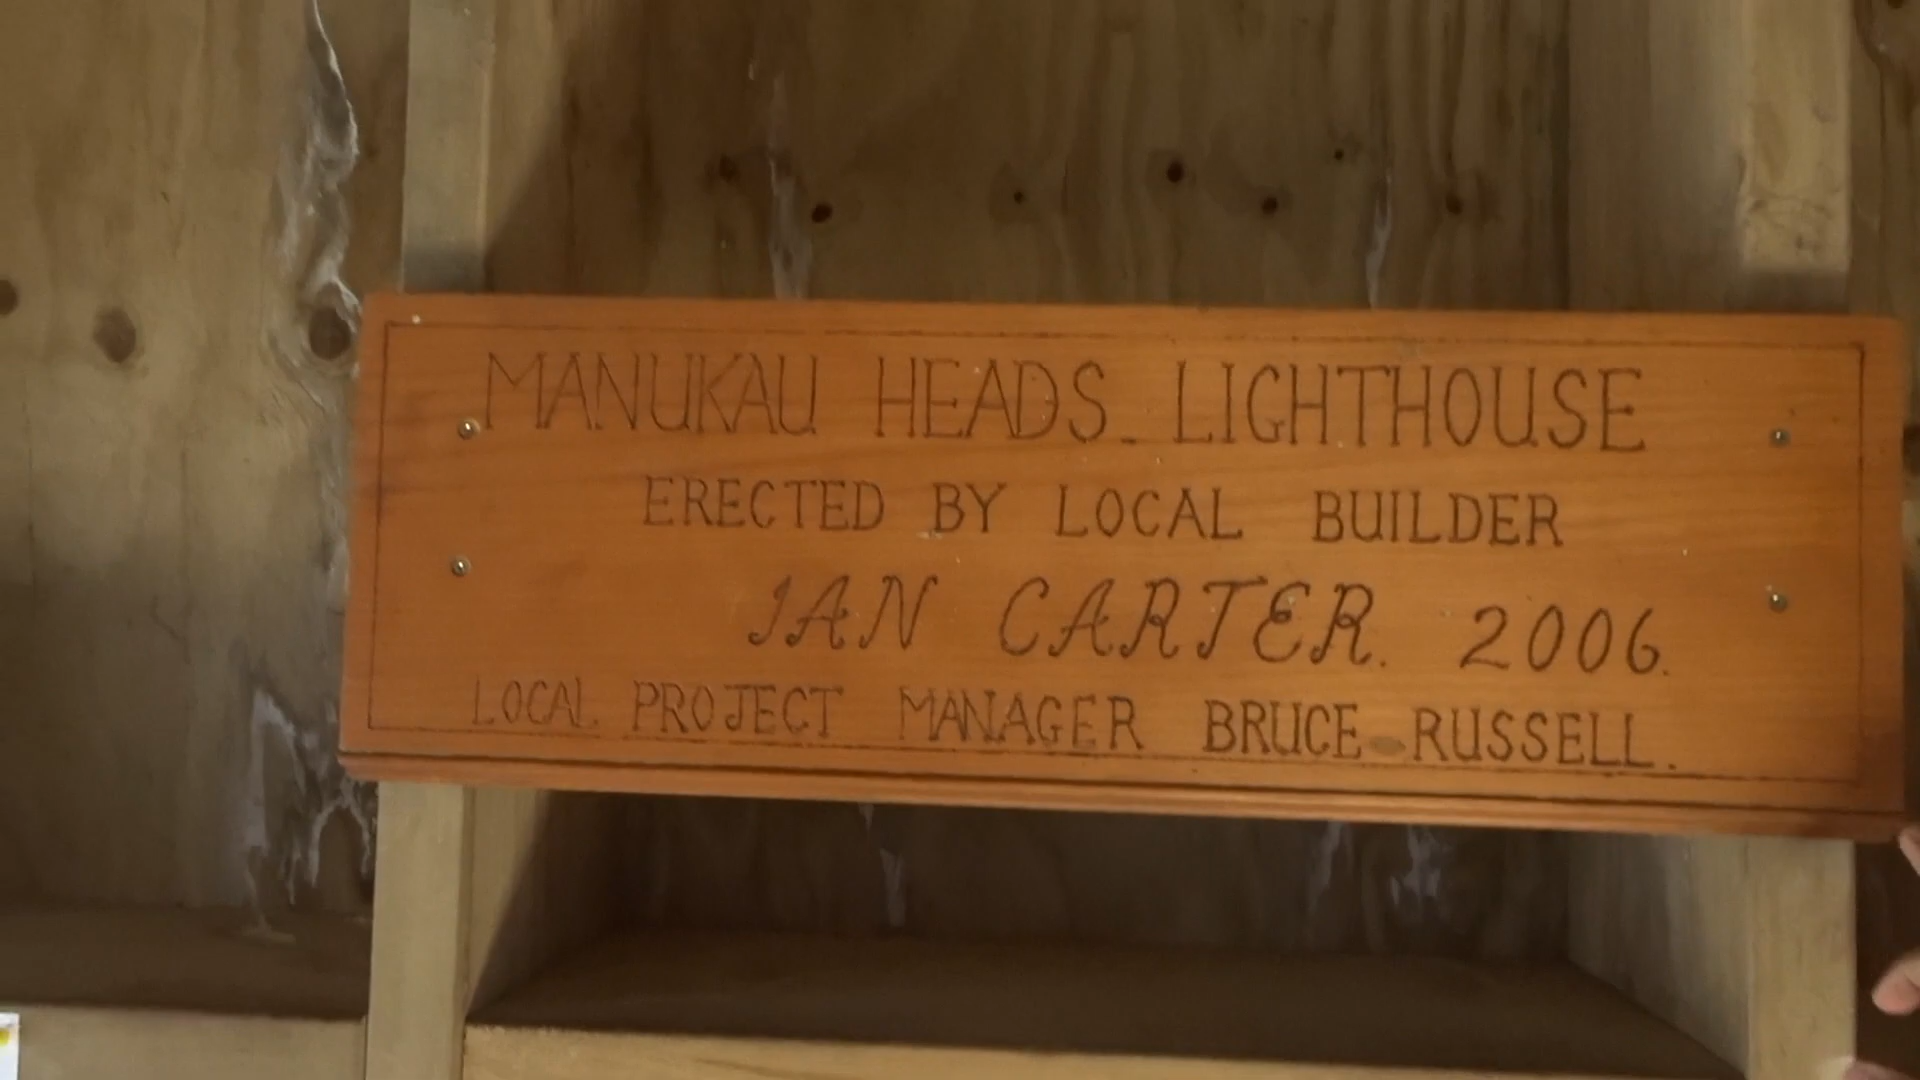 MANUKAU HEADS LIGHTHOUSE
ERECTED BY LOCAL BUILDER
IAN CARTER. 2006.
LOCAL PROJECT MANAGER BRUCE RUSSELL.